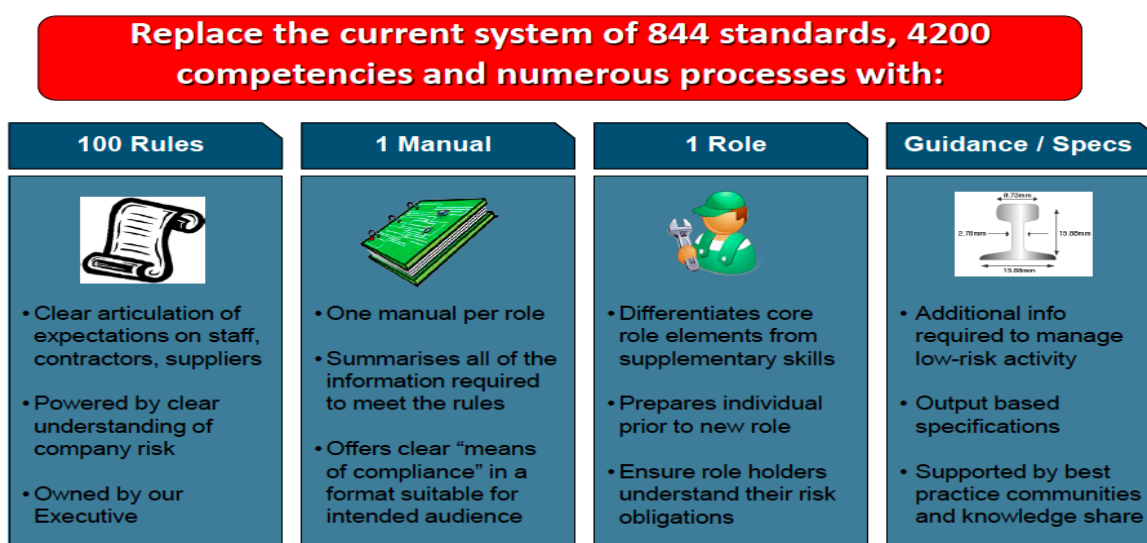 Replace the current system of 844 standards, 4200
competencies and numerous processes with:
100 Rules
• Clear articulation of
expectations on staff,
contractors, suppliers
• Powered by clear
understanding of
company risk
• Owned by our
Executive
1 Manual
• One manual per role
• Summarises all of the
information required
to meet the rules
• Offers clear “means
of compliance” in a
format suitable for
intended audience
1 Role
• Differentiates core
role elements from
supplementary skills
• Prepares individual
prior to new role
• Ensure role holders
understand their risk
obligations
Guidance / Specs
2.78mm
15.88mm
• Additional info
required to manage
low-risk activity
• Output based
specifications
• Supported by best
practice communities
and knowledge share